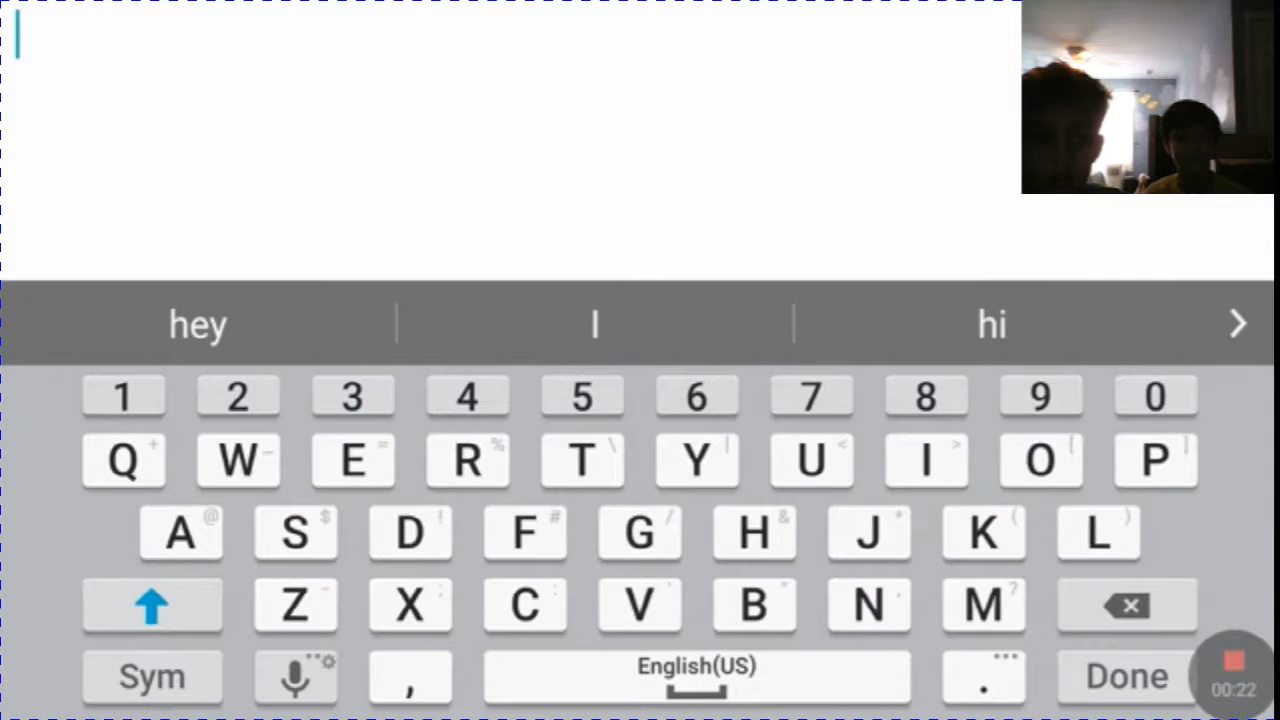 hey I hi
1 2 3 4 5 6 7 8 9 0
Q + W - E = R % T \ Y | U < I > O [ P ]
A @ S $ D ! F # G / H & J * K ( L )
Z - X ; C : V ' B " N , M ?
Sym , English(US) . Done
00:22